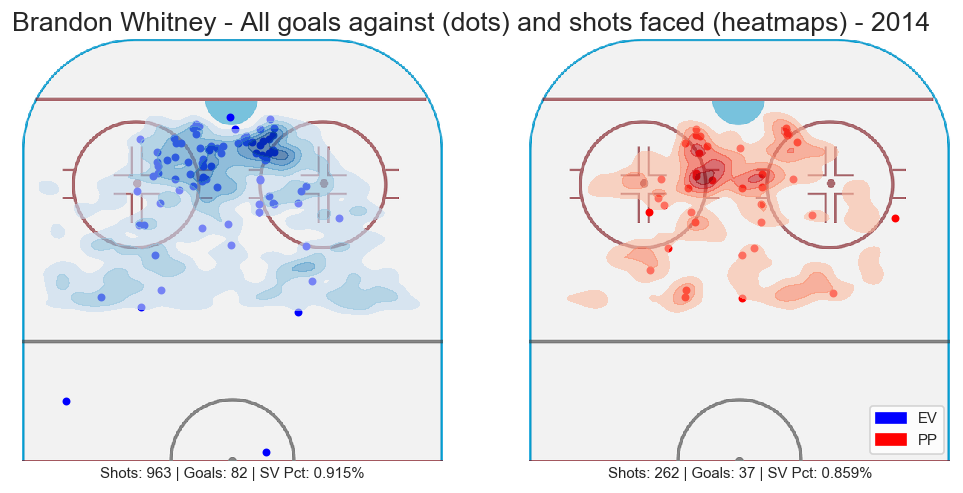 Brandon Whitney - All goals against (dots) and shots faced (heatmaps) - 2014
EV
PP
Shots: 963 | Goals: 82 | SV Pct: 0.915%
Shots: 262 | Goals: 37 | SV Pct: 0.859%